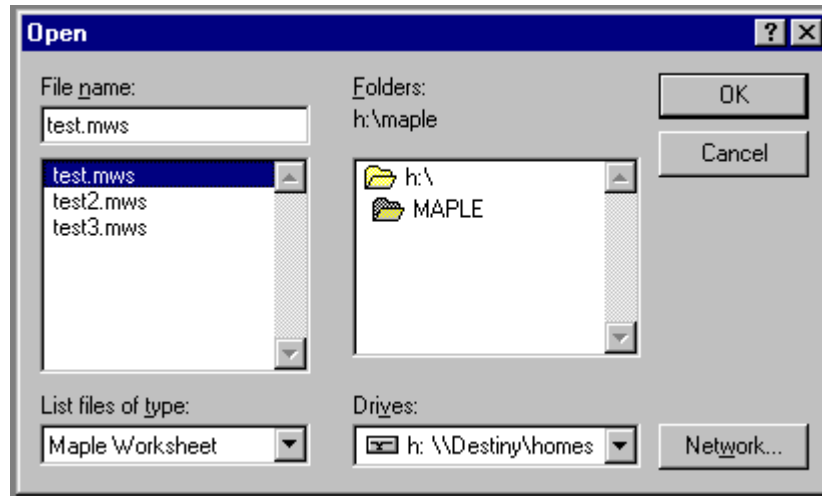 Open
File name:
test.mws
test.mws
test2.mws
test3.mws
List files of type:
Maple Worksheet
Folders:
h:\maple
h:\
MAPLE
Drives:
h: \\Destiny\homes
OK
Cancel
Network...